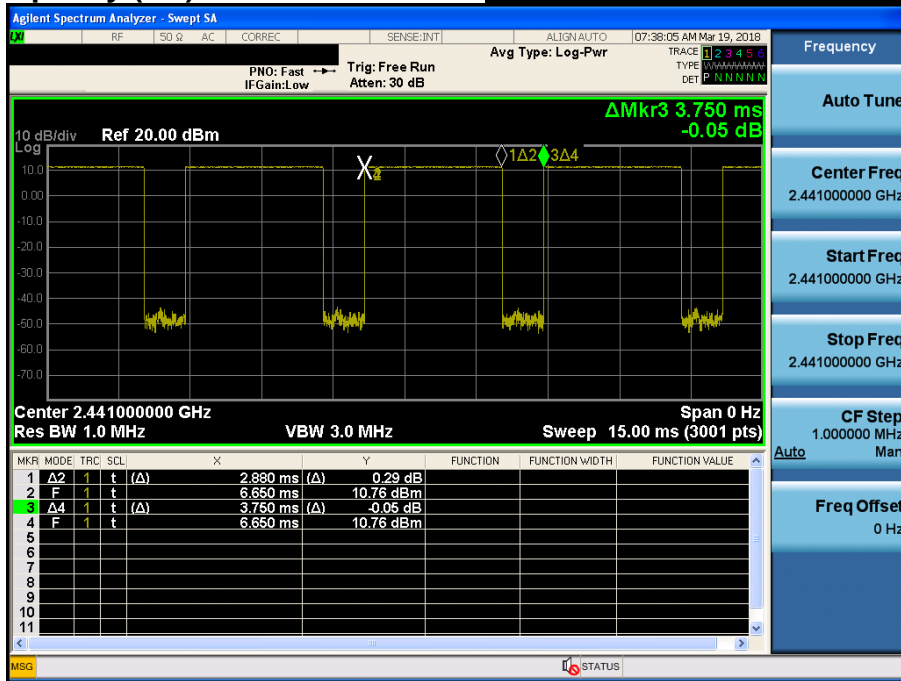 Agilent Spectrum Analyzer - Swept SA
LXI RF 50 Ω AC CORREC SENSE:INT ALIGN AUTO 07:38:05 AM Mar 19, 2018
Avg Type: Log-Pwr TRACE 1 2 3 4 5 6
PNO: Fast Trig: Free Run TYPE
IFGain:Low Atten: 30 dB DET P N N N N N
ΔMkr3 3.750 ms
10 dB/div Ref 20.00 dBm -0.05 dB
Log
1Δ2 3Δ4
10.0
0.00
-10.0
-20.0
-30.0
-40.0
-50.0
-60.0
-70.0
Center 2.441000000 GHz Span 0 Hz
Res BW 1.0 MHz VBW 3.0 MHz Sweep 15.00 ms (3001 pts)
MKR MODE TRC SCL X Y FUNCTION FUNCTION WIDTH FUNCTION VALUE
1 Δ2 1 t (Δ) 2.880 ms (Δ) 0.29 dB
2 F 1 t 6.650 ms 10.76 dBm
3 Δ4 1 t (Δ) 3.750 ms (Δ) -0.05 dB
4 F 1 t 6.650 ms 10.76 dBm
5
6
7
8
9
10
11
MSG STATUS
Frequency
Auto Tune
Center Freq
2.441000000 GHz
Start Freq
2.441000000 GHz
Stop Freq
2.441000000 GHz
CF Step
1.000000 MHz
Auto Man
Freq Offset
0 Hz